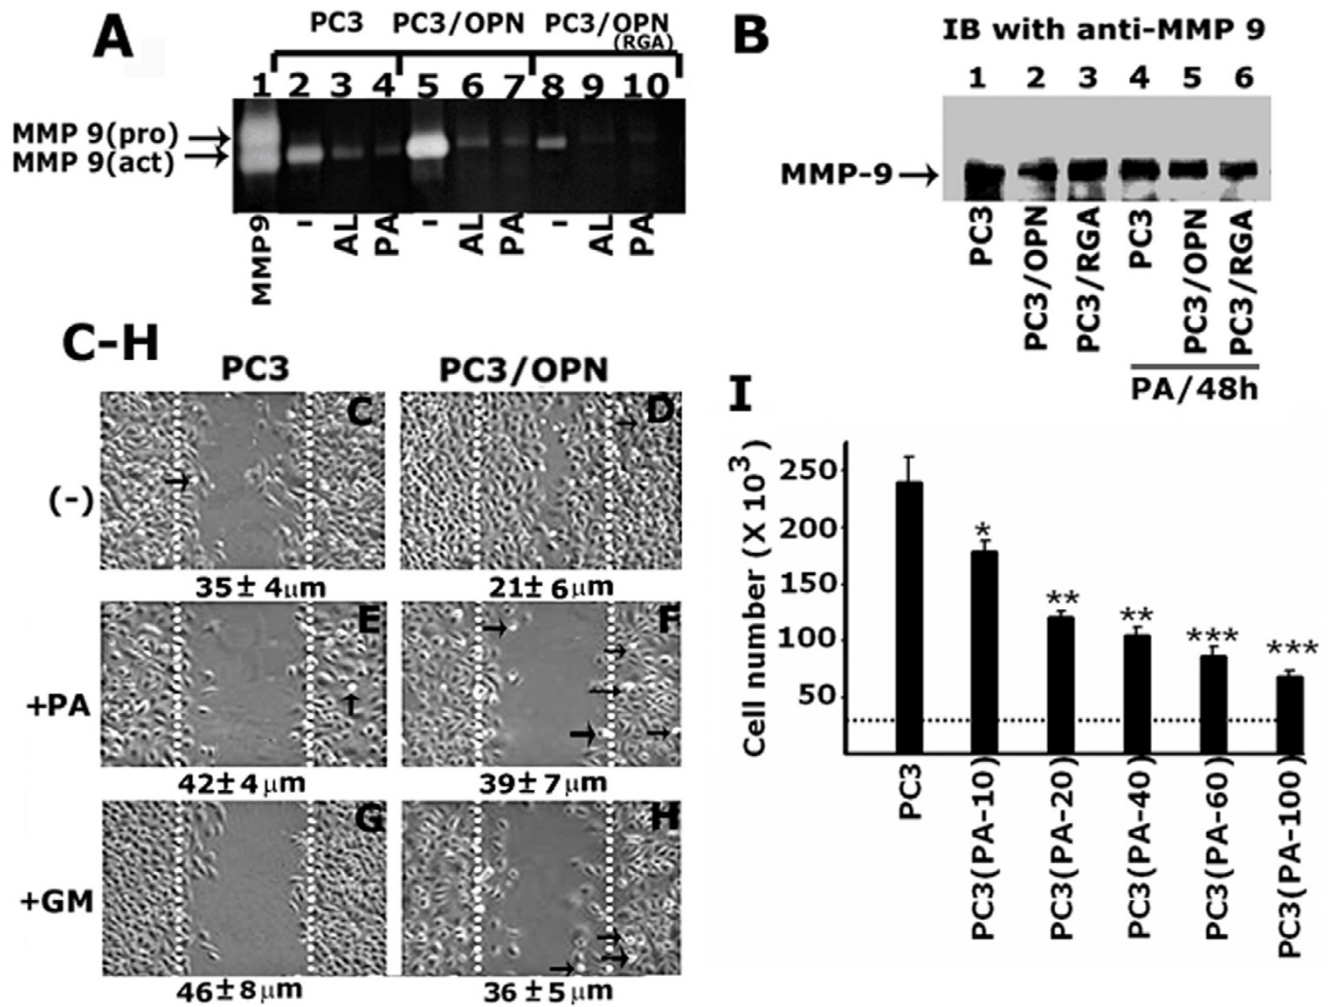 A
PC3 PC3/OPN PC3/OPN
(RGA)
1 2 3 4 5 6 7 8 9 10
MMP 9(pro)
MMP 9(act)
MMP9 - AL PA - AL PA - AL PA
B
IB with anti-MMP 9
1 2 3 4 5 6
MMP-9
PC3 PC3/OPN PC3/RGA PC3 PC3/OPN PC3/RGA
PA/48h
C-H
PC3 PC3/OPN
(-)
C D
35± 4μm 21± 6μm
+PA
E F
42±4μm 39±7μm
+GM
G H
46±8μm 36±5μm
I
Cell number (X 10³)
250
200
150
100
50
* ** ** *** ***
PC3 PC3(PA-10) PC3(PA-20) PC3(PA-40) PC3(PA-60) PC3(PA-100)